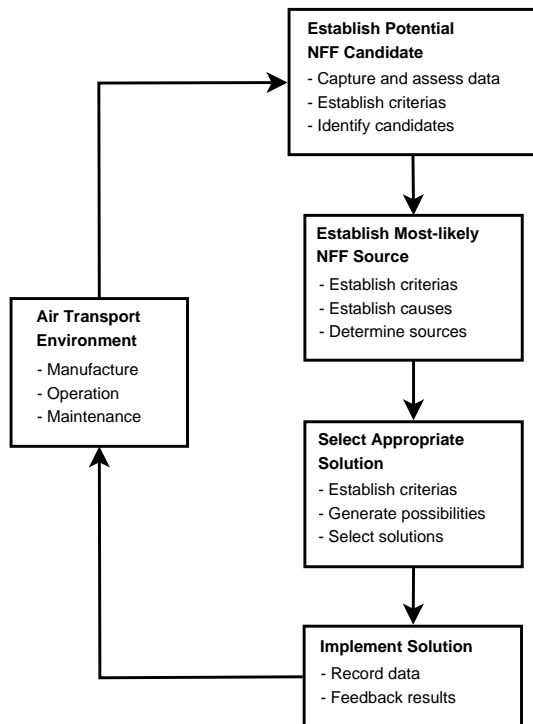 Establish Potential
NFF Candidate
- Capture and assess data
- Establish criterias
- Identify candidates
Establish Most-likely
NFF Source
- Establish criterias
- Establish causes
- Determine sources
Air Transport
Environment
- Manufacture
- Operation
- Maintenance
Select Appropriate
Solution
- Establish criterias
- Generate possibilities
- Select solutions
Implement Solution
- Record data
- Feedback results